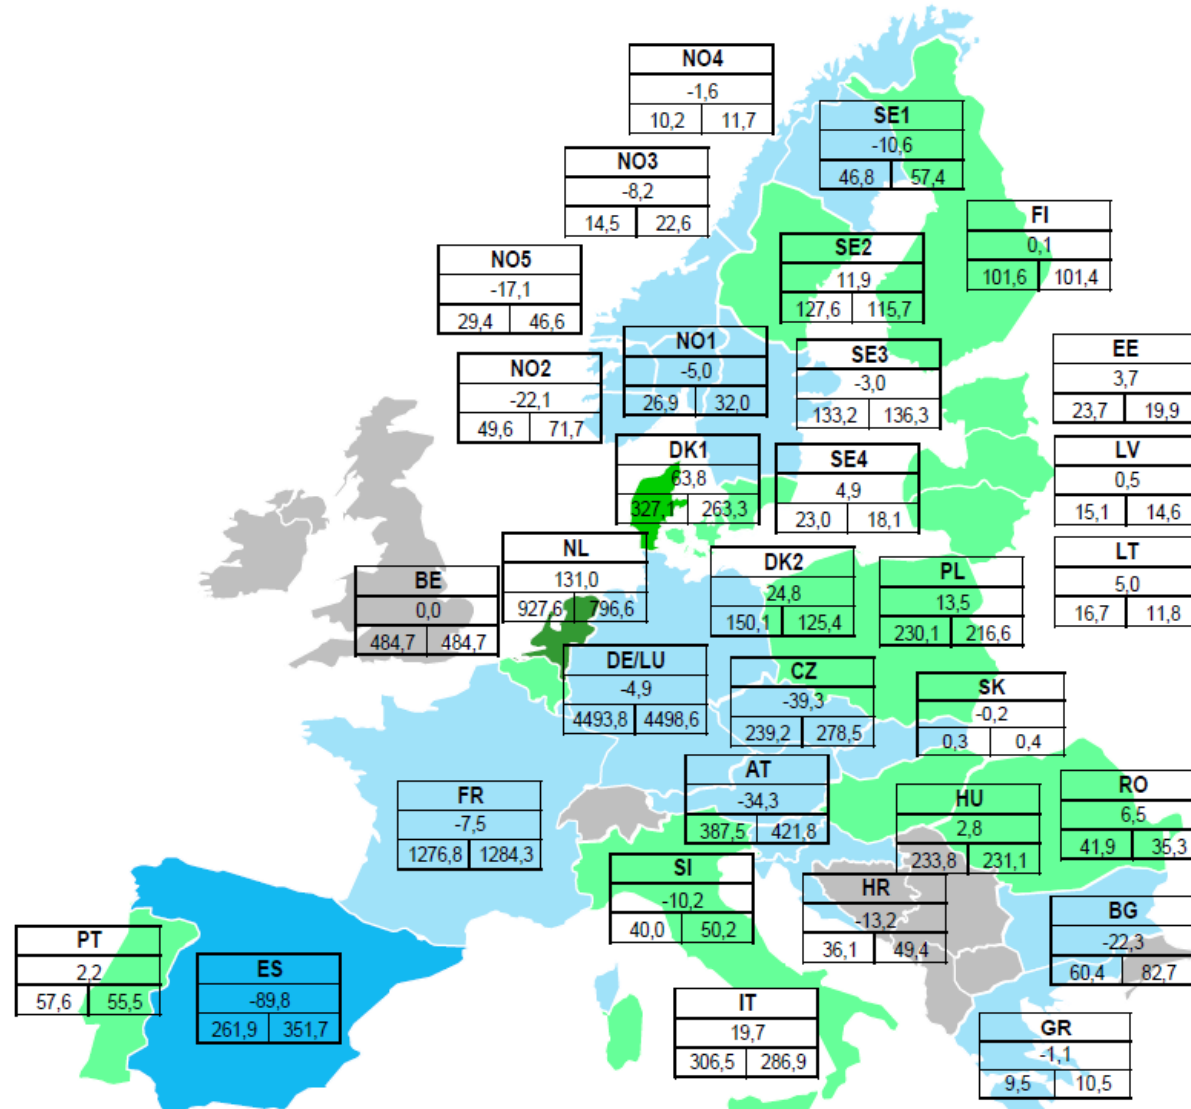 NO4
-1,6
10,2 11,7
SE1
-10,6
46,8 57,4
NO3
-8,2
14,5 22,6
FI
0,1
101,6 101,4
SE2
11,9
127,6 115,7
NO5
-17,1
29,4 46,6
NO1
-5,0
26,9 32,0
SE3
-3,0
133,2 136,3
EE
3,7
23,7 19,9
NO2
-22,1
49,6 71,7
DK1
63,8
327,1 263,3
SE4
4,9
23,0 18,1
LV
0,5
15,1 14,6
NL
131,0
927,6 796,6
BE
0,0
484,7 484,7
DK2
24,8
150,1 125,4
PL
13,5
230,1 216,6
LT
5,0
16,7 11,8
DE/LU
-4,9
4493,8 4498,6
CZ
-39,3
239,2 278,5
SK
-0,2
0,3 0,4
AT
-34,3
387,5 421,8
FR
-7,5
1276,8 1284,3
HU
2,8
233,8 231,1
RO
6,5
41,9 35,3
SI
-10,2
40,0 50,2
HR
-13,2
36,1 49,4
BG
-22,3
60,4 82,7
PT
2,2
57,6 55,5
ES
-89,8
261,9 351,7
IT
19,7
306,5 286,9
GR
-1,1
9,5 10,5